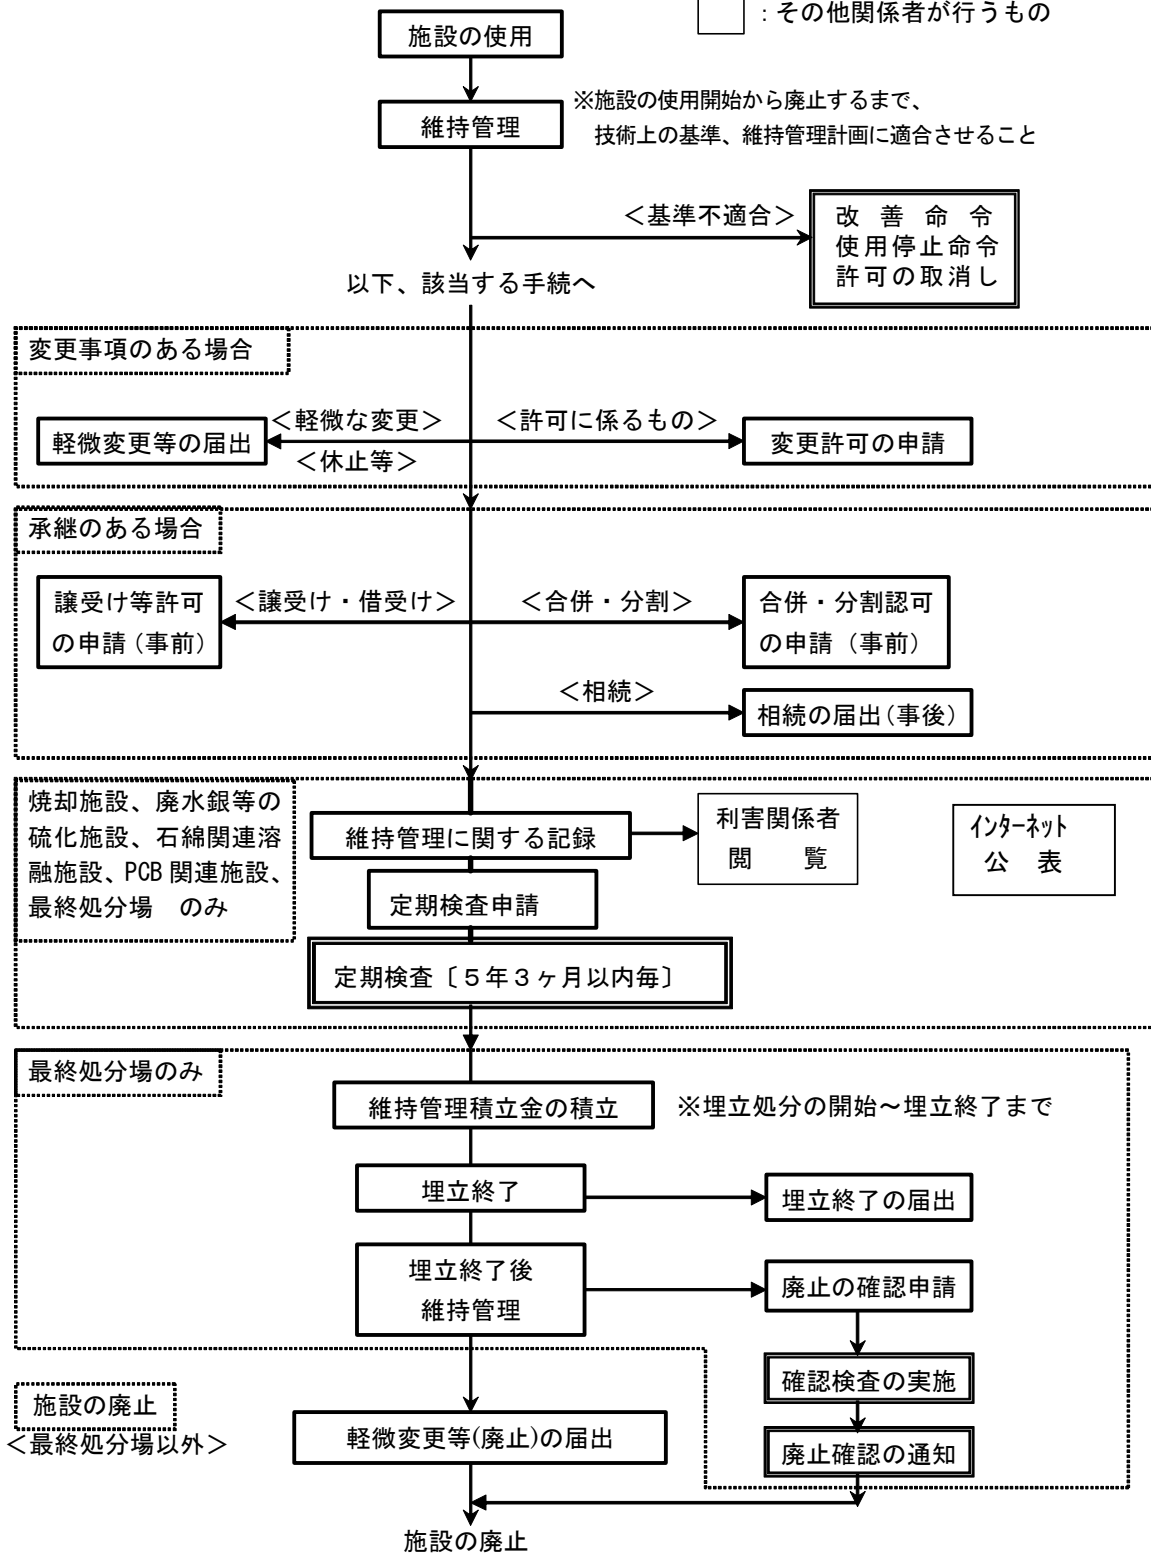 ：その他関係者が行うもの
施設の使用
維持管理
※施設の使用開始から廃止するまで、
技術上の基準、維持管理計画に適合させること
＜基準不適合＞
改善命令
使用停止命令
許可の取消し
以下、該当する手続へ
変更事項のある場合
軽微変更等の届出
＜軽微な変更＞
＜休止等＞
＜許可に係るもの＞
変更許可の申請
承継のある場合
譲受け等許可
の申請(事前)
＜譲受け・借受け＞
＜合併・分割＞
合併・分割認可
の申請（事前）
＜相続＞
相続の届出(事後)
焼却施設、廃水銀等の
硫化施設、石綿関連溶
融施設、PCB関連施設、
最終処分場　のみ
維持管理に関する記録
利害関係者
閲　覧
インターネット
公　表
定期検査申請
定期検査〔５年３ヶ月以内毎〕
最終処分場のみ
維持管理積立金の積立
※埋立処分の開始～埋立終了まで
埋立終了
埋立終了の届出
埋立終了後
維持管理
廃止の確認申請
確認検査の実施
廃止確認の通知
施設の廃止
＜最終処分場以外＞
軽微変更等(廃止)の届出
施設の廃止